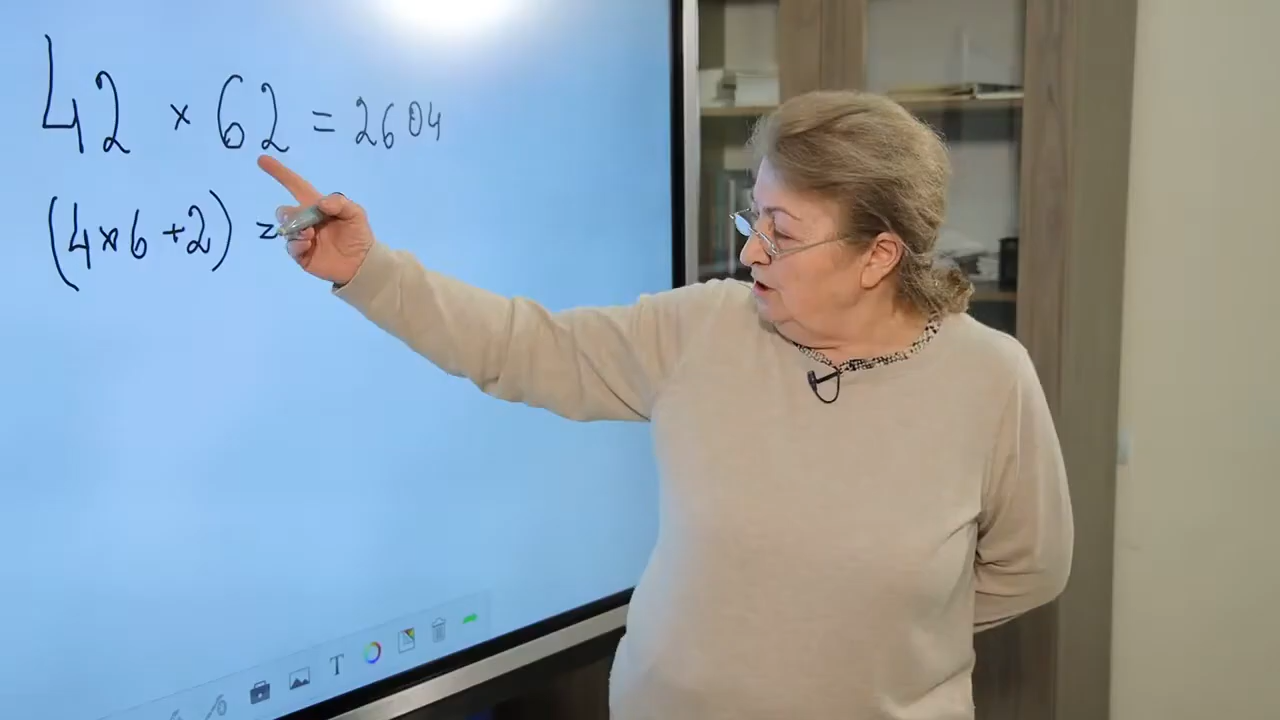 42 × 62 = 2604
(4×6+2) =
T